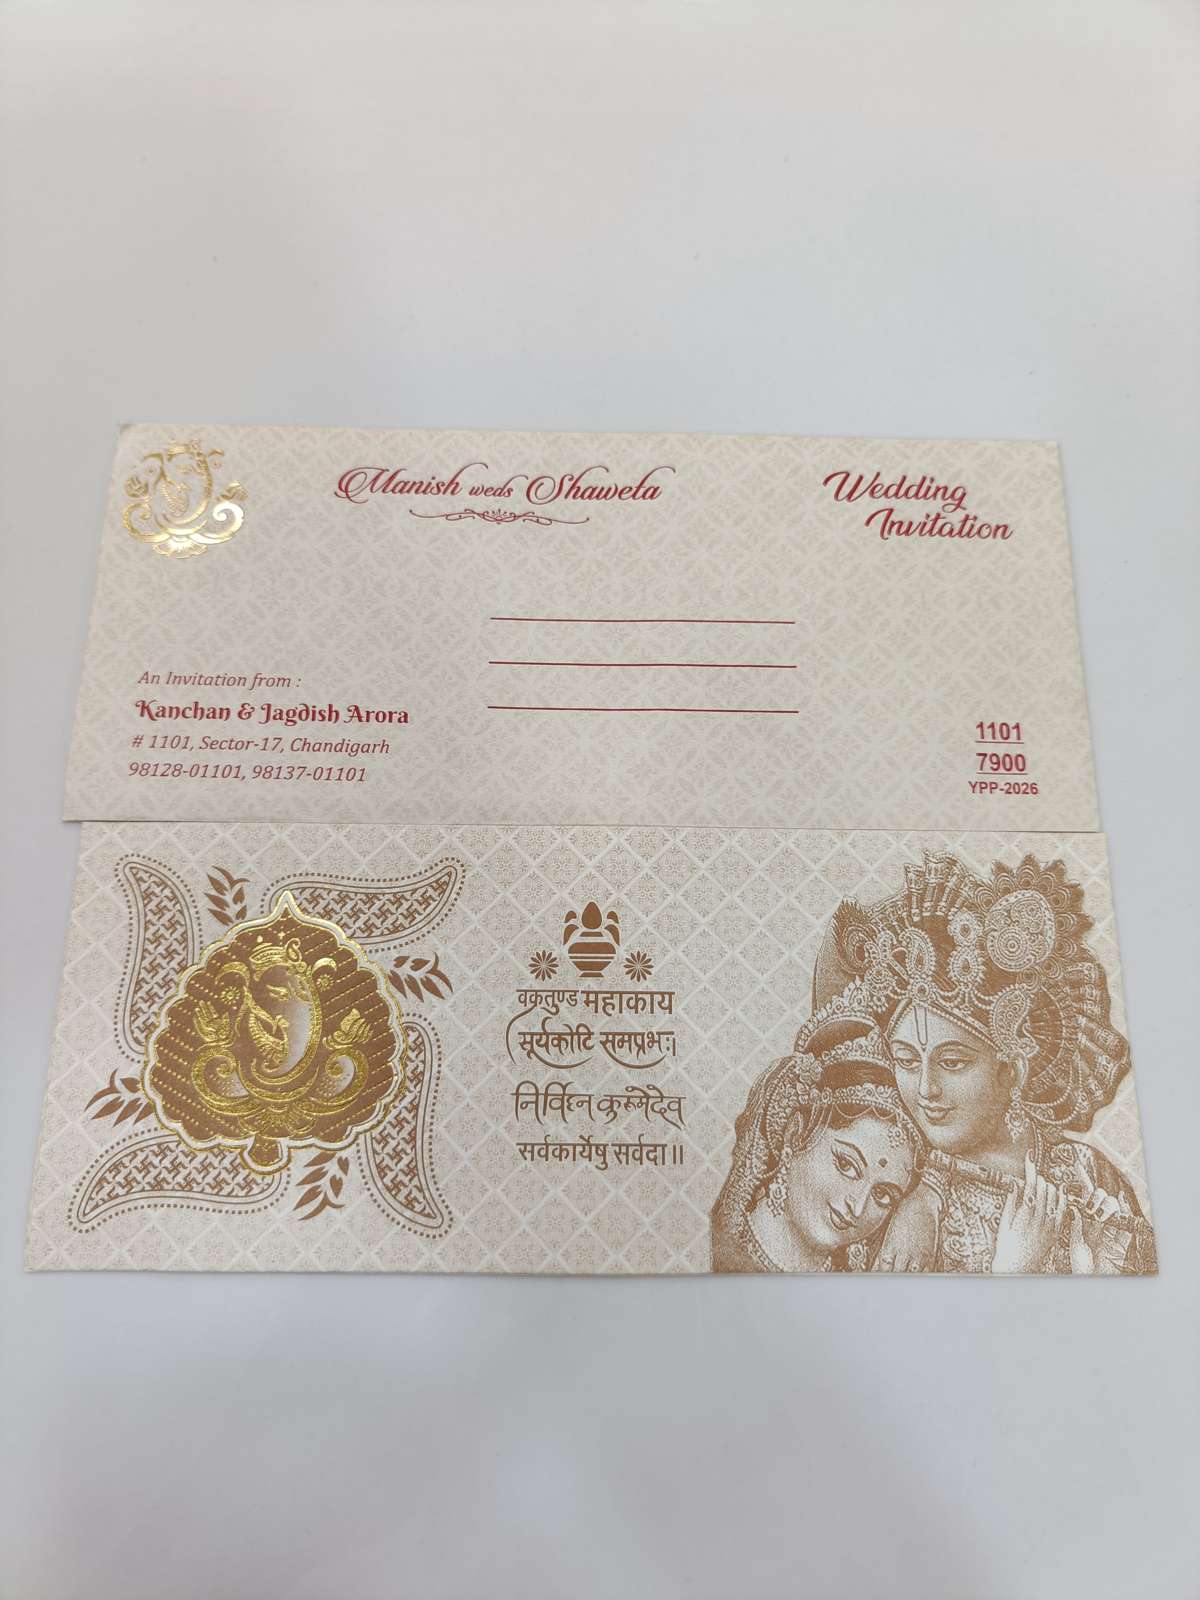 Manish weds Shaweta
Wedding
Invitation
An Invitation from :
Kanchan & Jagdish Arora
# 1101, Sector-17, Chandigarh
98128-01101, 98137-01101
1101
7900
YPP-2026
वक्रतुण्ड महाकाय
सूर्यकोटि समप्रभः।
निर्विघ्न कुरूमेदेव
सर्वकार्येषु सर्वदा॥